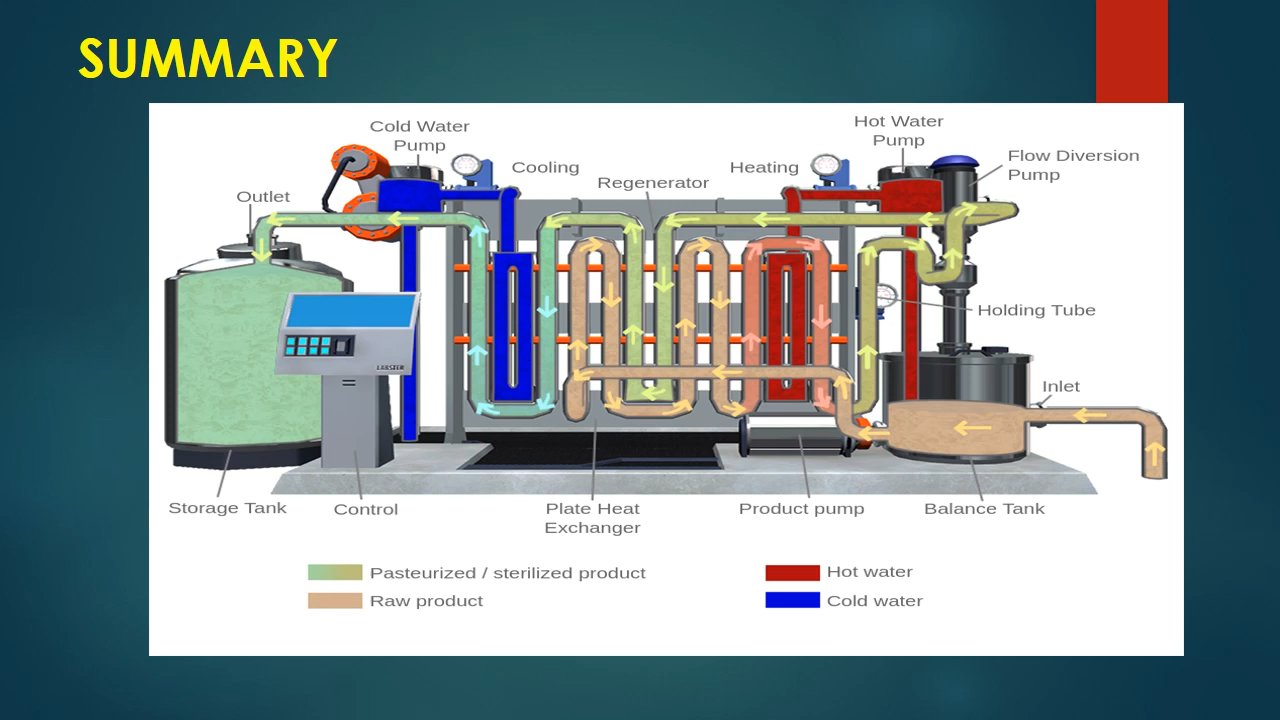 SUMMARY
Cold Water
Pump
Hot Water
Pump
Cooling
Regenerator
Heating
Flow Diversion
Pump
Outlet
Holding Tube
Inlet
Storage Tank
Control
Plate Heat
Exchanger
Product pump
Balance Tank
Pasteurized / sterilized product
Raw product
Hot water
Cold water